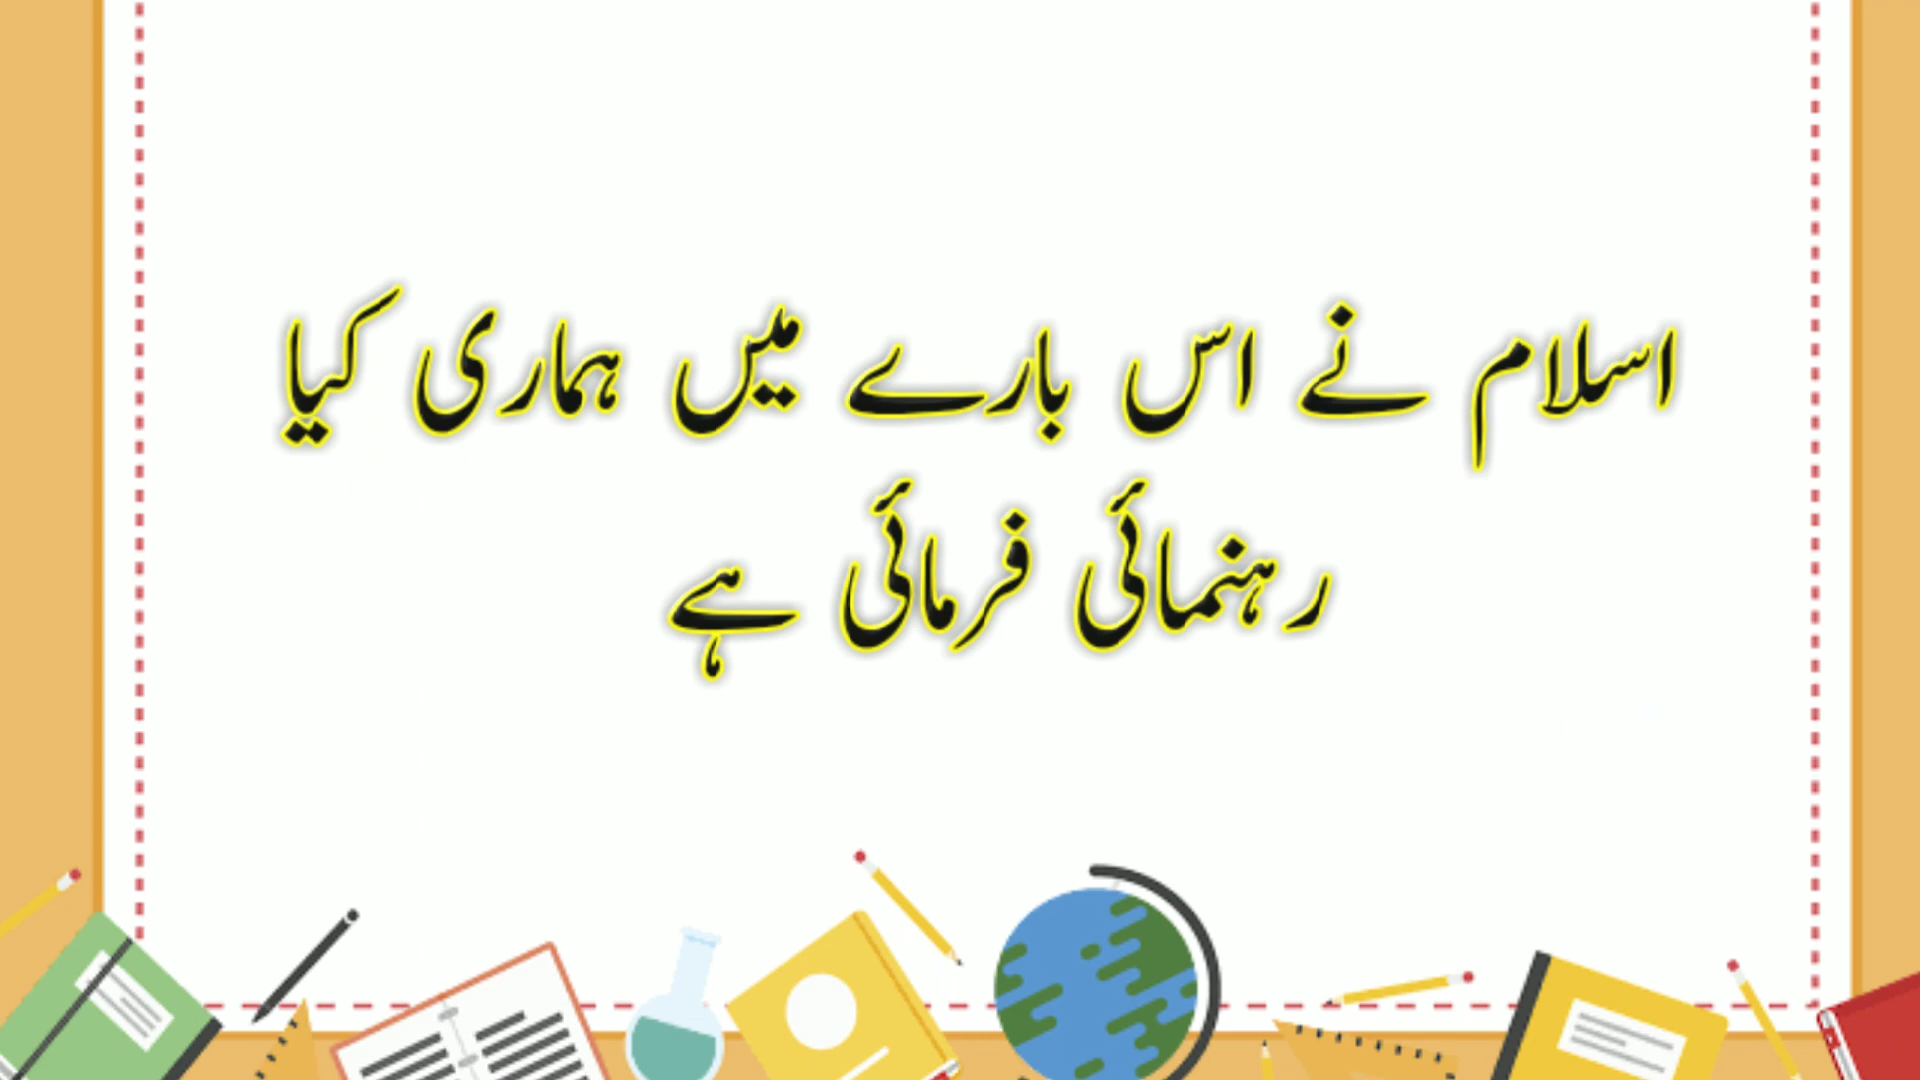 اسلام نے اس بارے میں ہماری کیا
رہنمائی فرمائی ہے